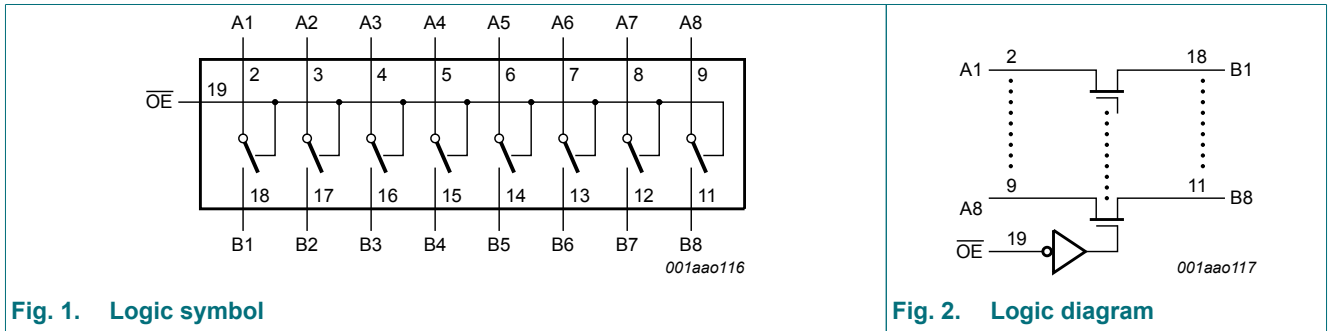 A1 A2 A3 A4 A5 A6 A7 A8
2 3 4 5 6 7 8 9
OE 19
18 17 16 15 14 13 12 11
B1 B2 B3 B4 B5 B6 B7 B8
001aao116
Fig. 1. Logic symbol
A1 2 18 B1
A8 9 11 B8
OE 19
001aao117
Fig. 2. Logic diagram